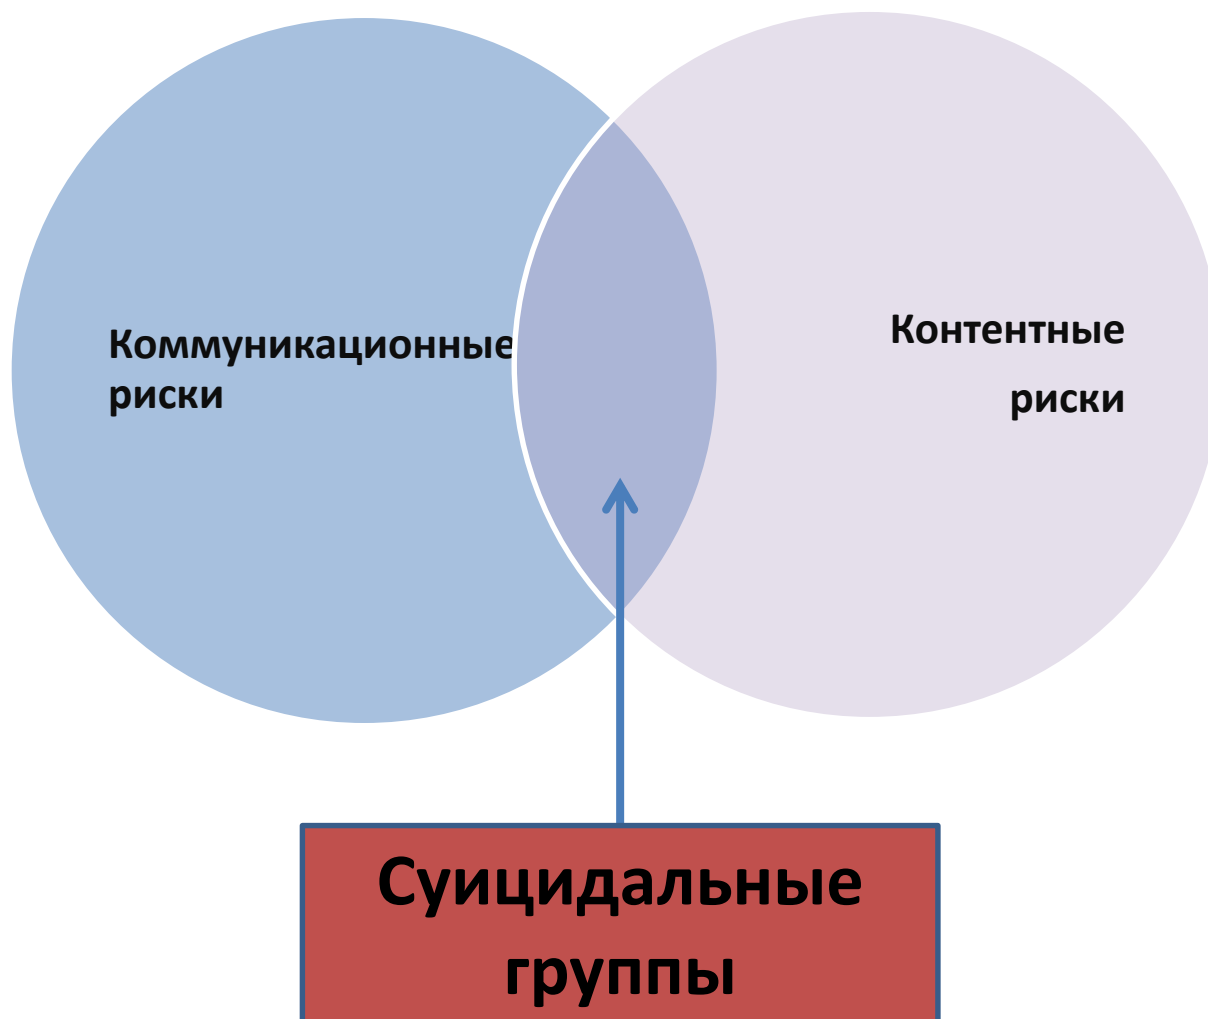 Коммуникационные
риски
Контентные
риски
Суицидальные
группы